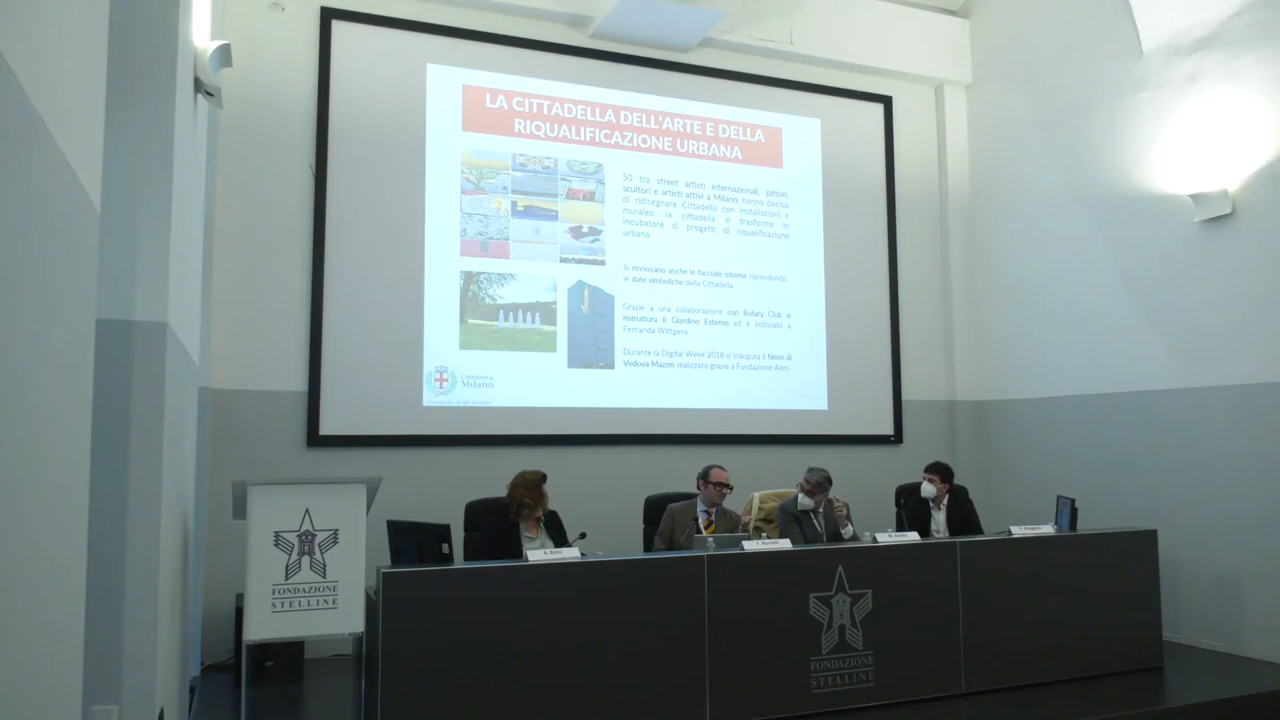 LA CITTADELLA DELL'ARTE E DELLA
RIQUALIFICAZIONE URBANA
50 tra street artisti internazionali, pittori,
scultori e artisti attivi a Milano, hanno deciso
di ridisegnare Cittadella con installazioni e
murales: la cittadella si trasforma in
incubatore di progetti di riqualificazione
urbana
Si rinnovano anche le facciate interne riprendendo
le date simboliche della Cittadella
Grazie a una collaborazione con Rotary Club si
ristruttura il Giardino Esterno ed è intitolato a
Fernanda Wittgens
Durante la Digital Week 2018 si inaugura il Neon di
Vedova Mazzei realizzato grazie a Fondazione Aem
Comune di
Milano
FONDAZIONE
STELLINE
A. Rossi
FONDAZIONE
STELLINE